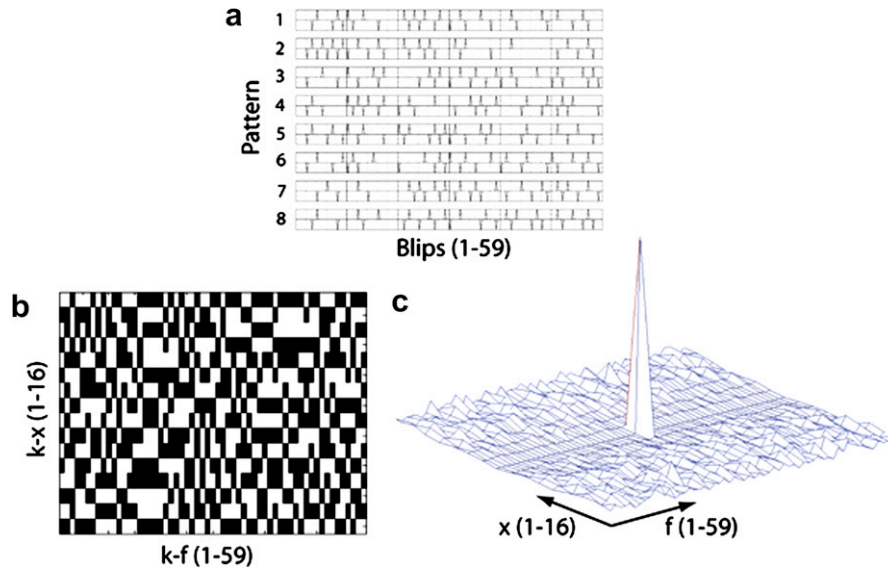 a
Pattern
1
2
3
4
5
6
7
8
Blips (1-59)
b
k-x (1-16)
k-f (1-59)
c
x (1-16)
f (1-59)